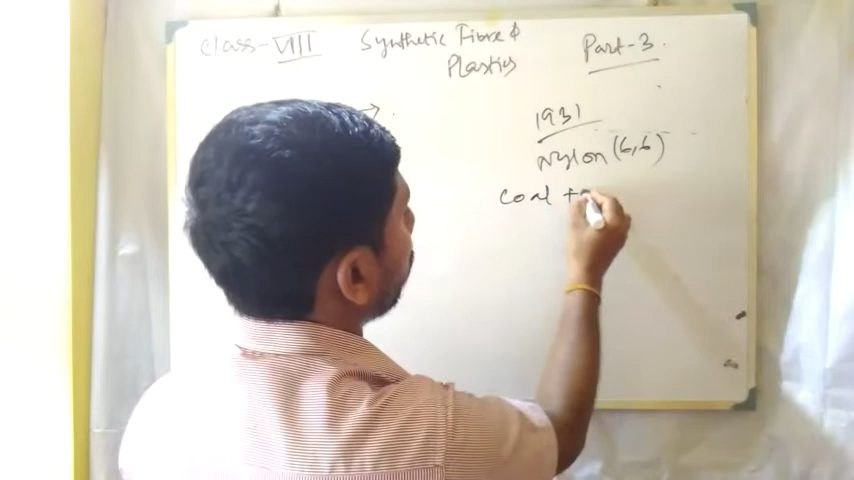 Class-VIII Synthetic Fibre & Part-3.
Plastics
1931
Nylon (6,6)
Coal +